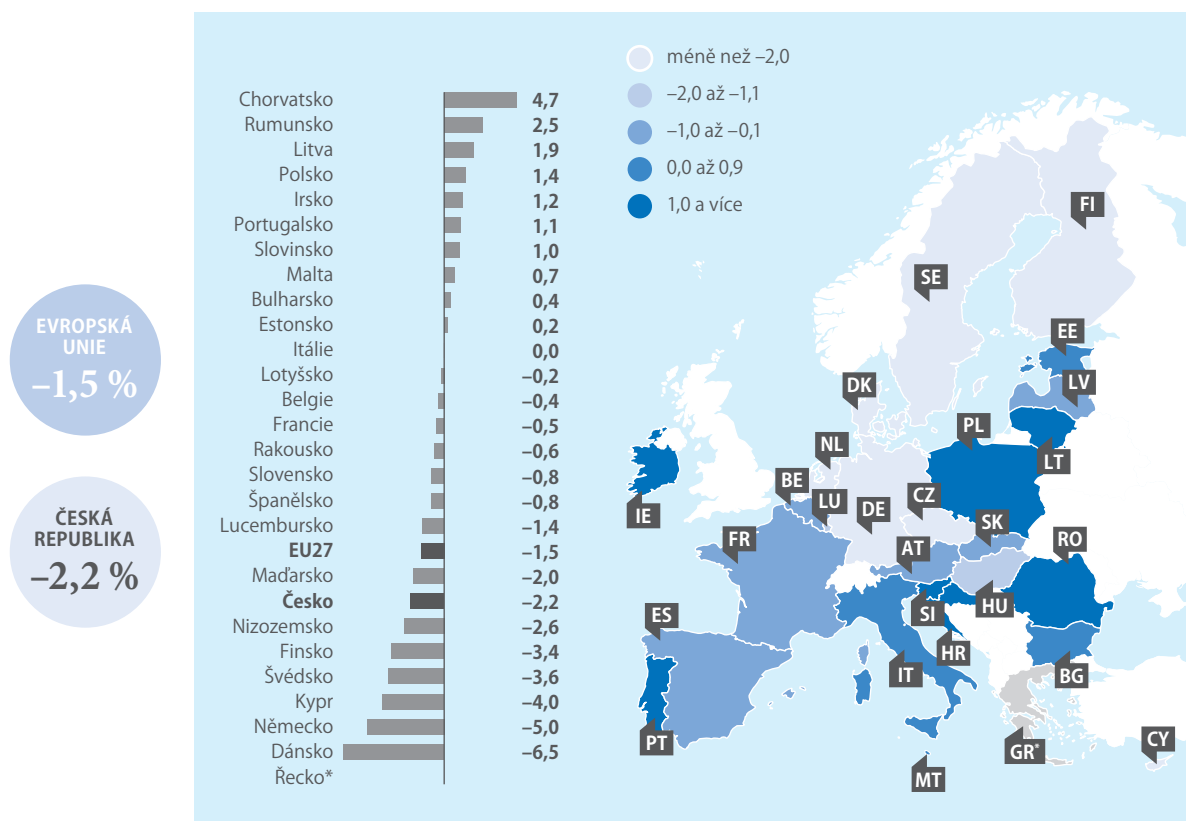 EVROPSKÁ
UNIE
–1,5 %
ČESKÁ
REPUBLIKA
–2,2 %
Chorvatsko 4,7
Rumunsko 2,5
Litva 1,9
Polsko 1,4
Irsko 1,2
Portugalsko 1,1
Slovinsko 1,0
Malta 0,7
Bulharsko 0,4
Estonsko 0,2
Itálie 0,0
Lotyšsko –0,2
Belgie –0,4
Francie –0,5
Rakousko –0,6
Slovensko –0,8
Španělsko –0,8
Lucembursko –1,4
EU27 –1,5
Maďarsko –2,0
Česko –2,2
Nizozemsko –2,6
Finsko –3,4
Švédsko –3,6
Kypr –4,0
Německo –5,0
Dánsko –6,5
Řecko*
méně než –2,0
–2,0 až –1,1
–1,0 až –0,1
0,0 až 0,9
1,0 a více
FI
SE
EE
DK
LV
PL
NL
LT
BE
CZ
LU
IE
DE
SK
FR
AT
RO
ES
SI
HU
HR
IT
BG
PT
GR*
CY
MT